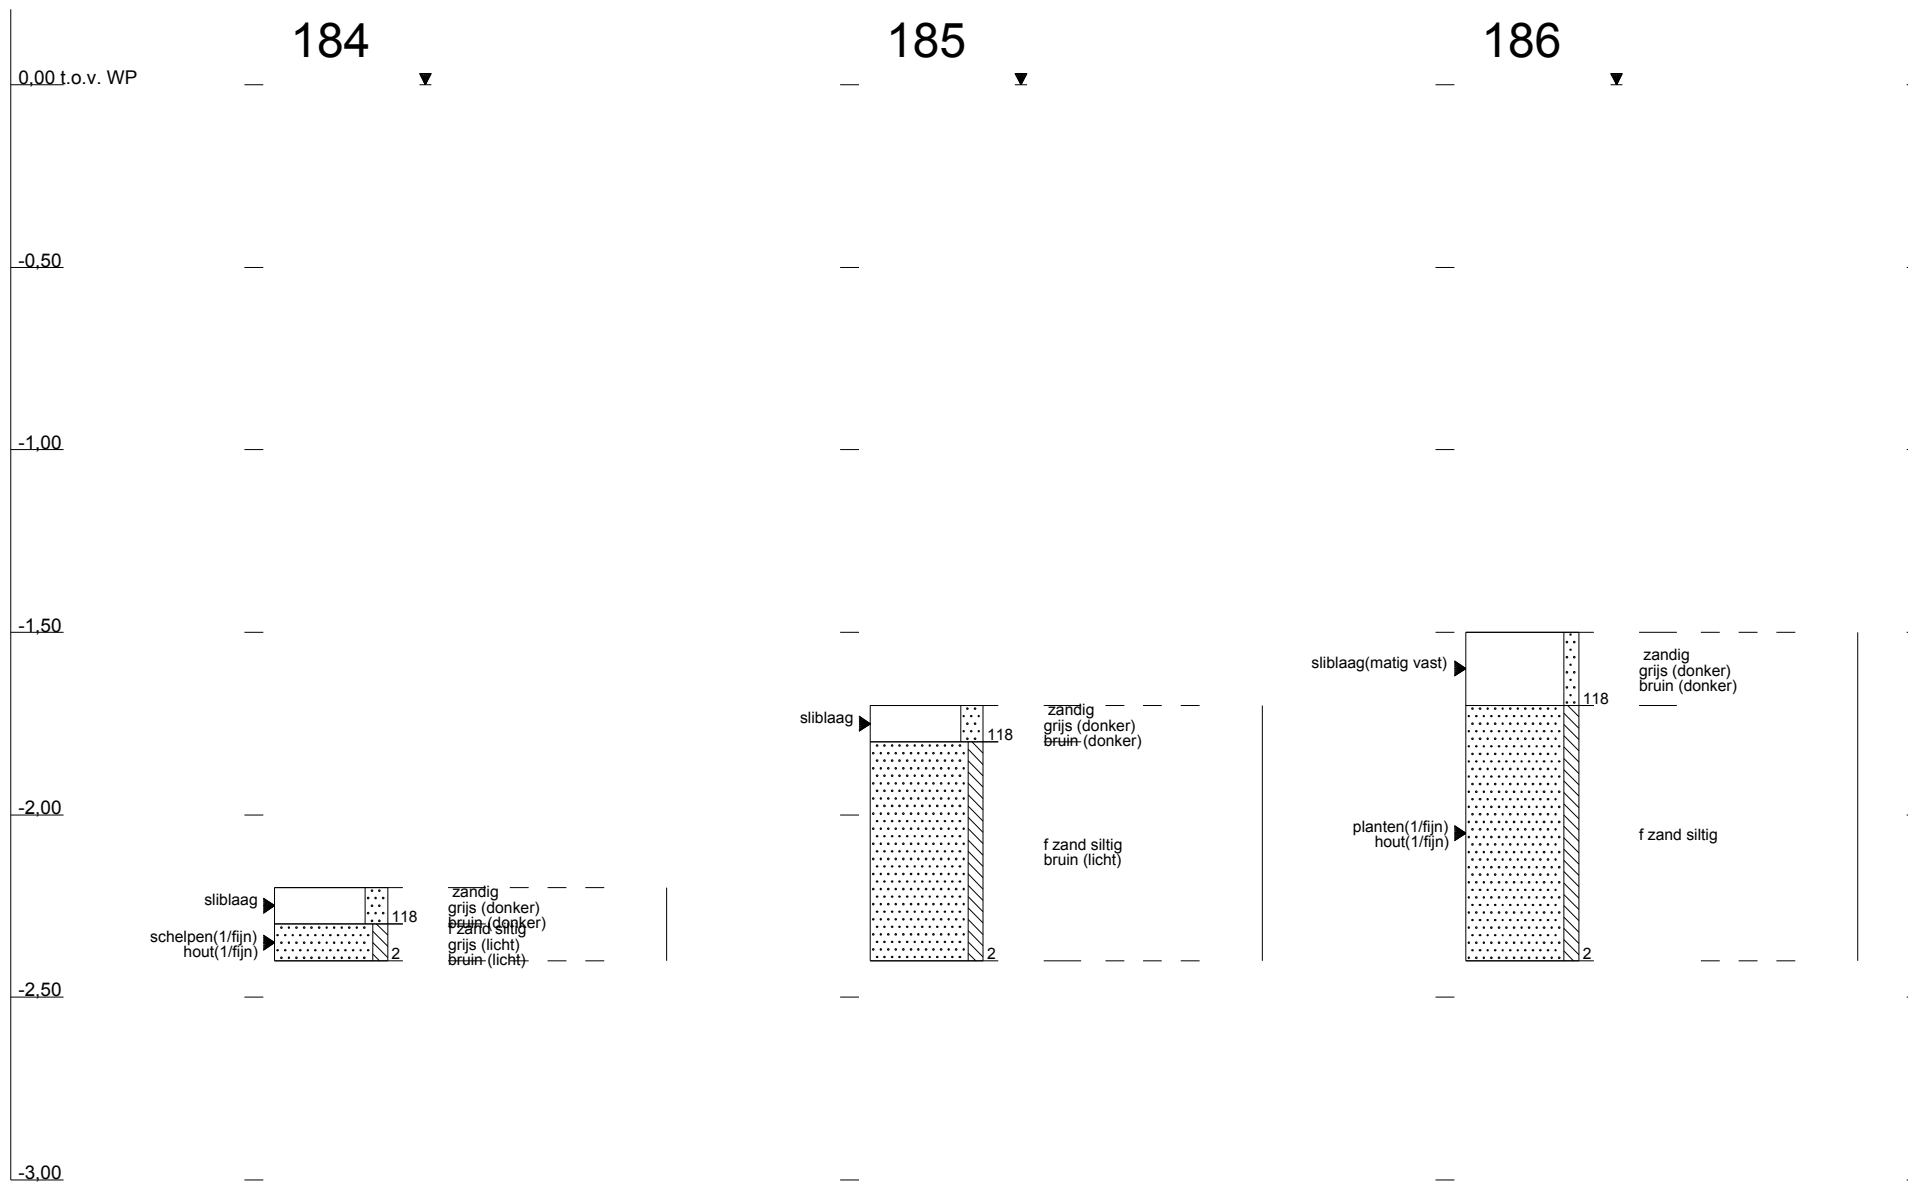 184
185
186
0,00 t.o.v. WP
-0,50
-1,00
-1,50
-2,00
-2,50
-3,00
sliblaag
schelpen(1/fijn)
hout(1/fijn)
118
2
zandig
grijs (donker)
bruin (donker)
f zand siltig
grijs (licht)
bruin (licht)
sliblaag
118
2
zandig
grijs (donker)
bruin (donker)
f zand siltig
bruin (licht)
sliblaag(matig vast)
planten(1/fijn)
hout(1/fijn)
118
2
zandig
grijs (donker)
bruin (donker)
f zand siltig